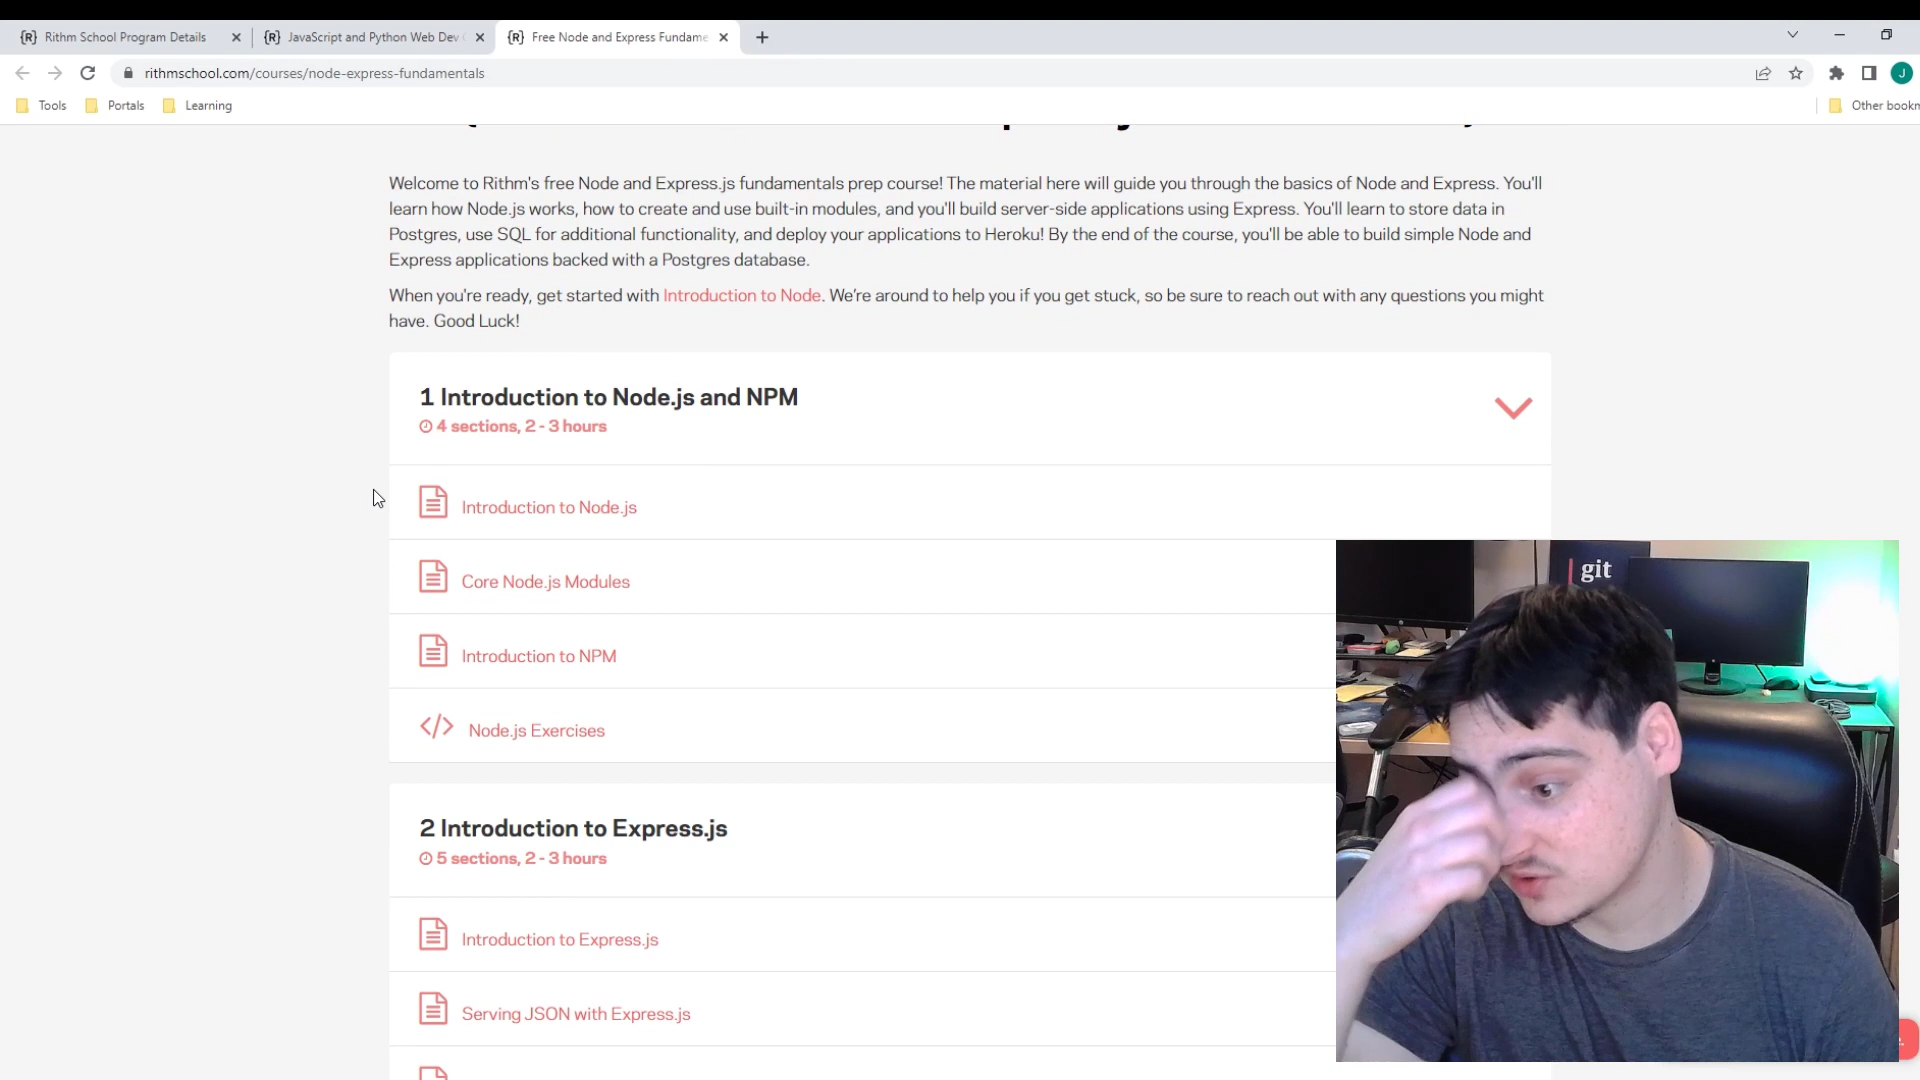 {R} Rithm School Program Details
{R} JavaScript and Python Web Dev
{R} Free Node and Express Fundame
rithmschool.com/courses/node-express-fundamentals
J
Tools
Portals
Learning
Other bookm
Welcome to Rithm's free Node and Express.js fundamentals prep course! The material here will guide you through the basics of Node and Express. You'll
learn how Node.js works, how to create and use built-in modules, and you'll build server-side applications using Express. You'll learn to store data in
Postgres, use SQL for additional functionality, and deploy your applications to Heroku! By the end of the course, you'll be able to build simple Node and
Express applications backed with a Postgres database.
When you're ready, get started with Introduction to Node. We're around to help you if you get stuck, so be sure to reach out with any questions you might
have. Good Luck!
1 Introduction to Node.js and NPM
4 sections, 2 - 3 hours
Introduction to Node.js
Core Node.js Modules
Introduction to NPM
</> Node.js Exercises
2 Introduction to Express.js
5 sections, 2 - 3 hours
Introduction to Express.js
Serving JSON with Express.js
git